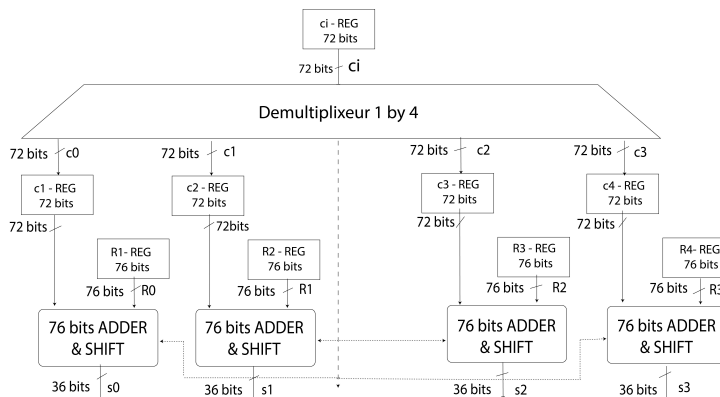 ci - REG
72 bits
72 bits ci
Demultiplixeur 1 by 4
72 bits c0
72 bits c1
72 bits c2
72 bits c3
c1 - REG
72 bits
c2 - REG
72 bits
c3 - REG
72 bits
c4 - REG
72 bits
72 bits
72bits
72 bits
72 bits
R1- REG
76 bits
R2 - REG
76 bits
R3 - REG
76 bits
R4- REG
76 bits
76 bits R0
76 bits R1
76 bits R2
76 bits R3
76 bits ADDER
& SHIFT
76 bits ADDER
& SHIFT
76 bits ADDER
& SHIFT
76 bits ADDER
& SHIFT
36 bits s0
36 bits s1
36 bits s2
36 bits s3